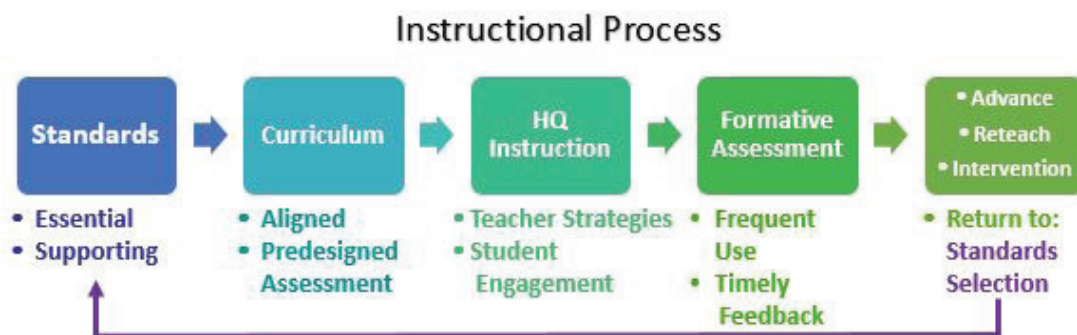 Instructional Process
Standards
Curriculum
HQ
Instruction
Formative
Assessment
• Advance
• Reteach
• Intervention
• Essential
• Supporting
• Aligned
• Predesigned
Assessment
• Teacher Strategies
• Student
Engagement
• Frequent
Use
• Timely
Feedback
• Return to:
Standards
Selection